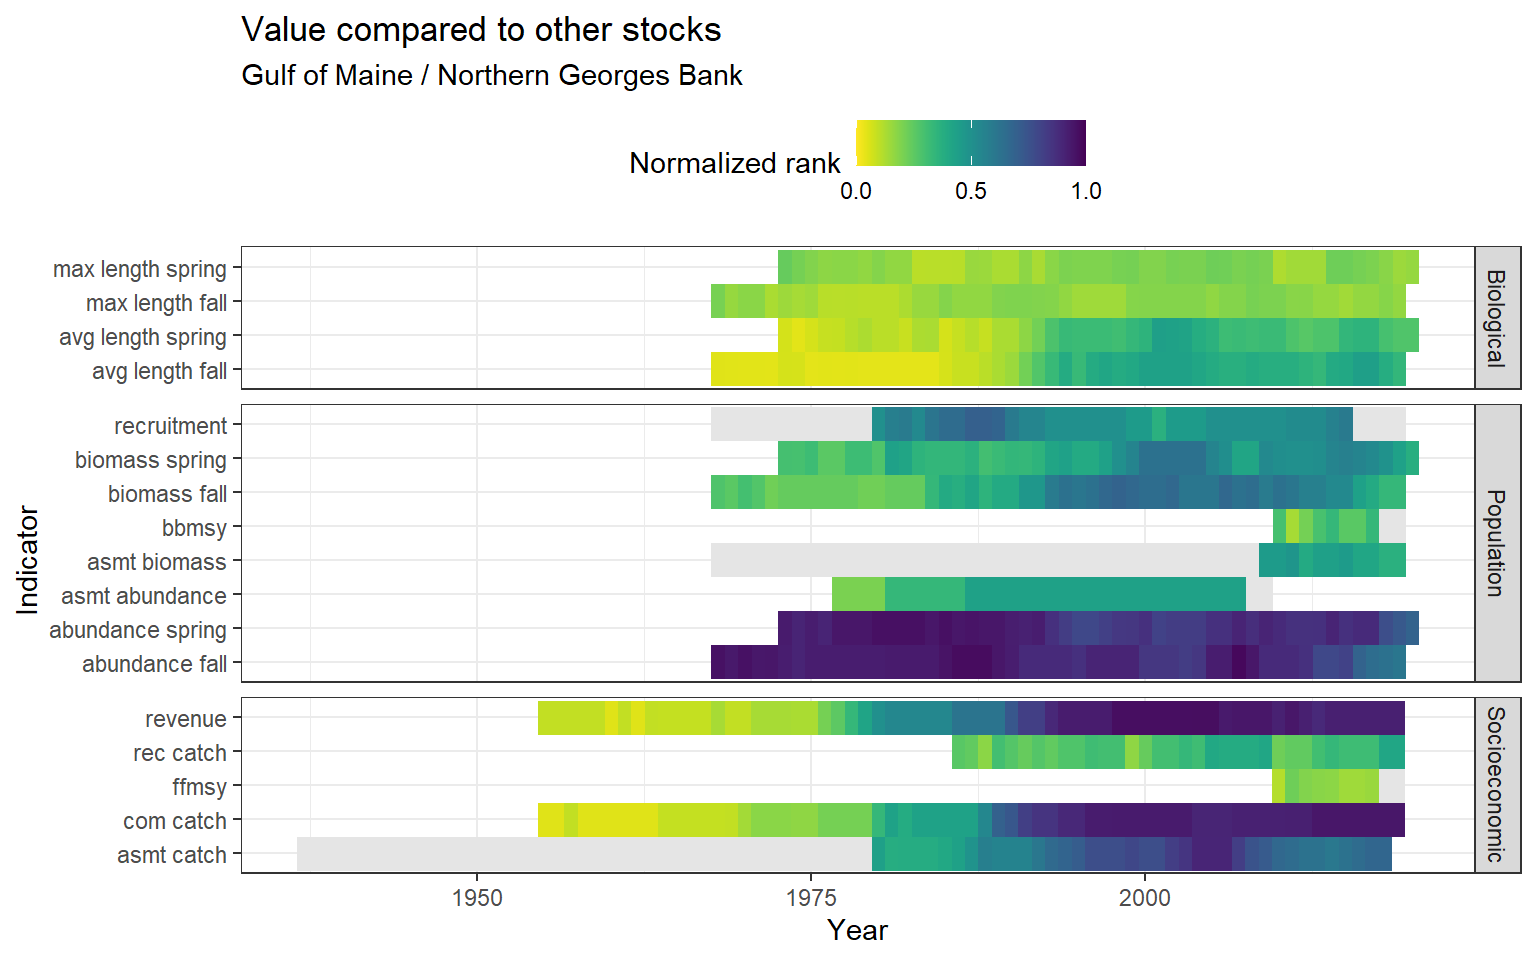 Value compared to other stocks
Gulf of Maine / Northern Georges Bank
Normalized rank
0.0 0.5 1.0
max length spring
max length fall
avg length spring
avg length fall
Biological
recruitment
biomass spring
biomass fall
bbmsy
asmt biomass
asmt abundance
abundance spring
abundance fall
Population
revenue
rec catch
ffmsy
com catch
asmt catch
Socioeconomic
Indicator
1950 1975 2000
Year